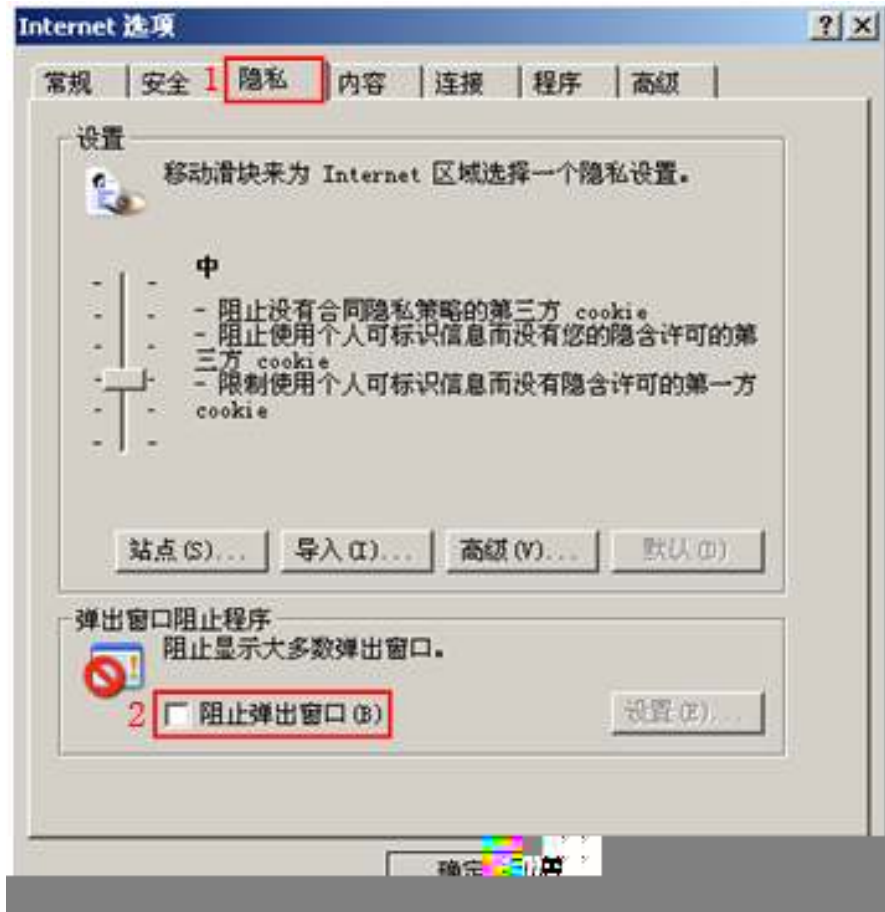 Internet 选项
常规 安全 1 隐私 内容 连接 程序 高级
设置
移动滑块来为 Internet 区域选择一个隐私设置。
中
- 阻止没有合同隐私策略的第三方 cookie
- 阻止使用个人可标识信息而没有您的隐含许可的第
三方 cookie
- 限制使用个人可标识信息而没有隐含许可的第一方
cookie
站点(S)... 导入(I)... 高级(V)... 默认(D)
弹出窗口阻止程序
阻止显示大多数弹出窗口。
2 阻止弹出窗口(B) 设置(E)...
确定